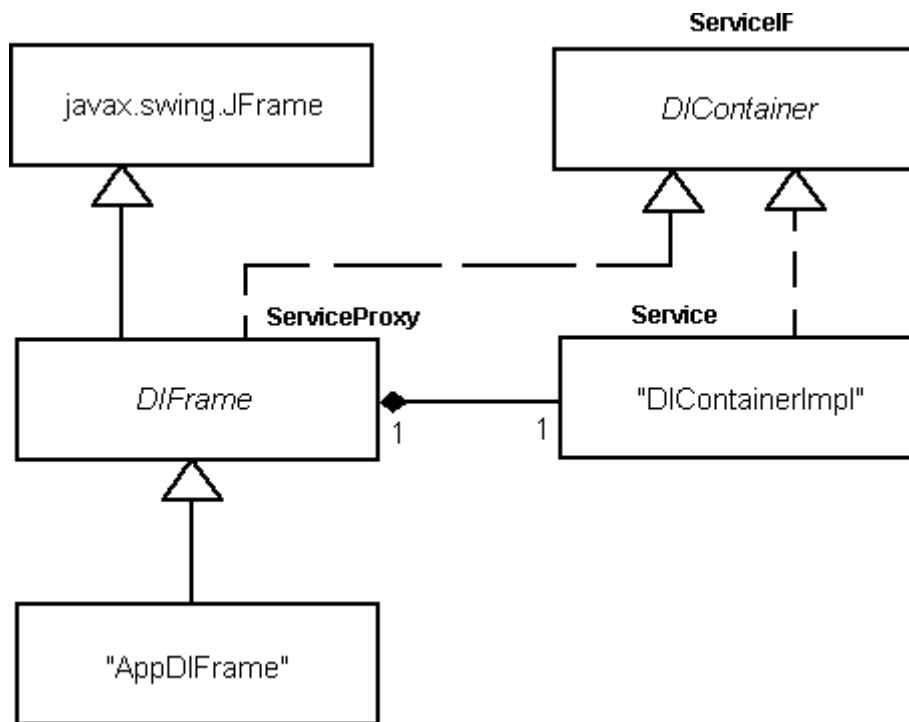 ServiceIF
javax.swing.JFrame
DIContainer
ServiceProxy
Service
DIFrame
"DIContainerImpl"
1
1
"AppDIFrame"